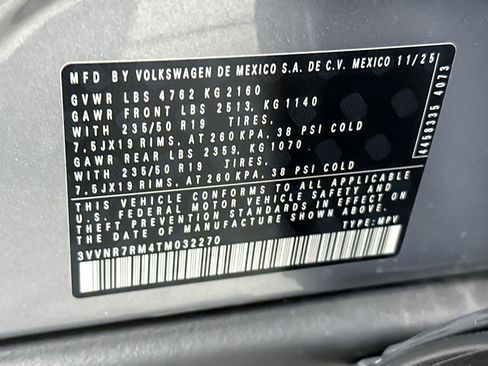 MFD BY VOLKSWAGEN DE MEXICO S.A. DE C.V. MEXICO 11/25
GVWR LBS 4762 KG 2160
GAWR FRONT LBS 2513, KG 1140
WITH 235/50 R19 TIRES.
7,5JX19 RIMS, AT 260 KPA, 38 PSI COLD
GAWR REAR LBS 2359, KG 1070
WITH 235/50 R19 TIRES.
7,5JX19 RIMS, AT 260 KPA, 38 PSI COLD
THIS VEHICLE CONFORMS TO ALL APPLICABLE
U.S. FEDERAL MOTOR VEHICLE SAFETY AND
THEFT PREVENTION STANDARDS IN EFFECT ON
THE DATE OF MANUFACTURE SHOWN ABOVE
3VVNR7RM4TM032270 TYPE: MPV
4458335 4073